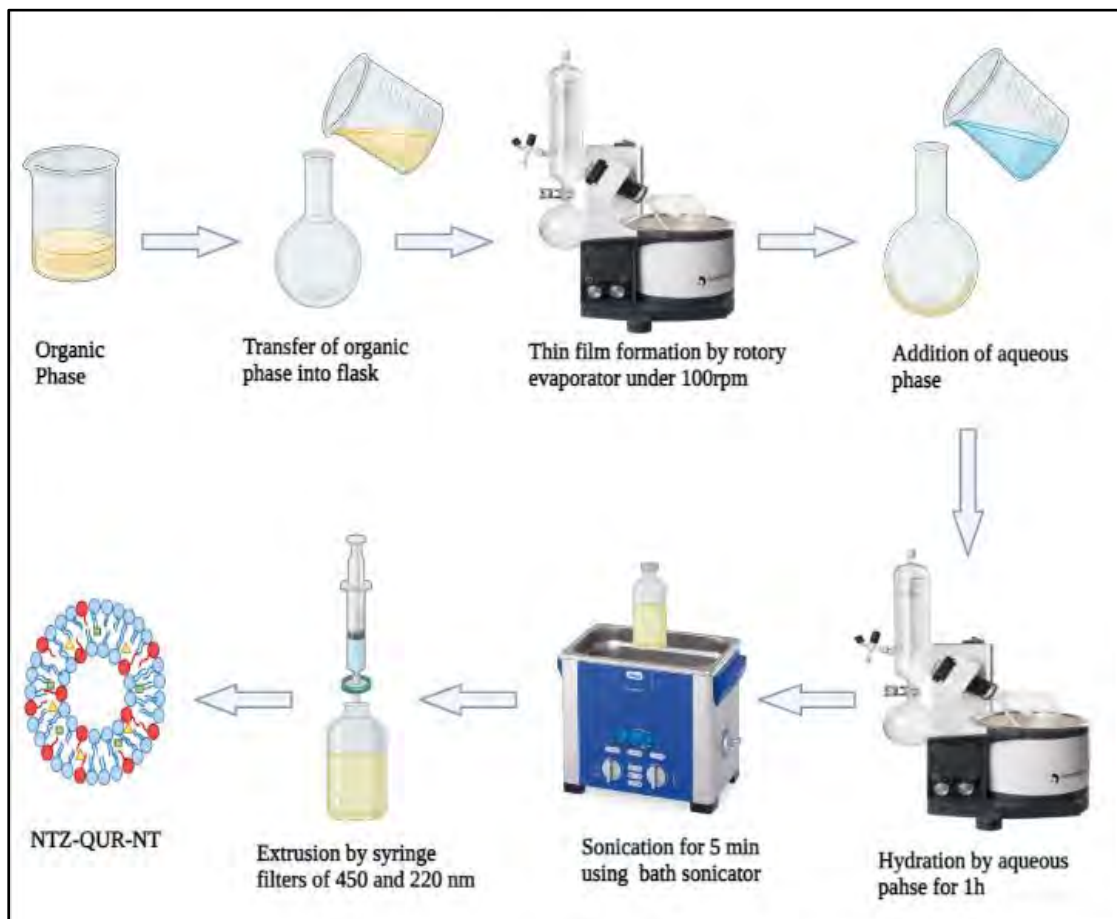 Organic
Phase
Transfer of organic
phase into flask
Thin film formation by rotory
evaporator under 100rpm
Addition of aqueous
phase
Hydration by aqueous
pahse for 1h
Sonication for 5 min
using bath sonicator
Extrusion by syringe
filters of 450 and 220 nm
NTZ-QUR-NT